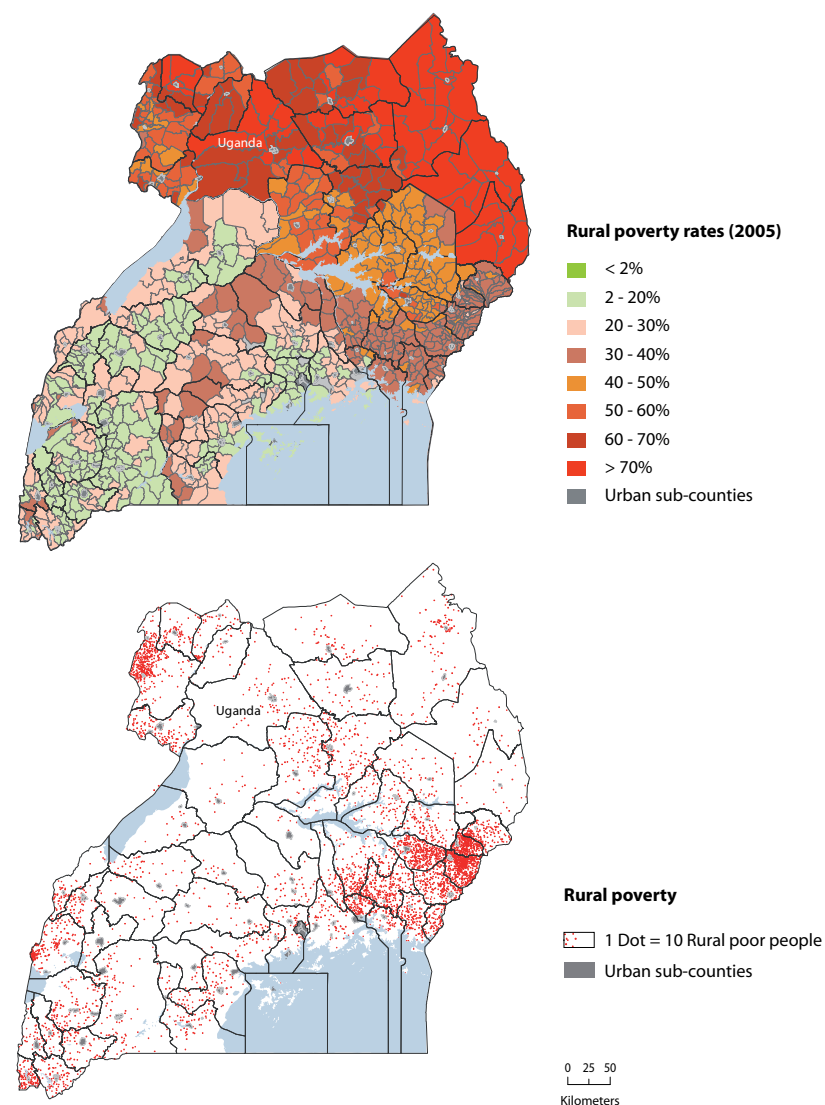 Uganda
Rural poverty rates (2005)
< 2%
2 - 20%
20 - 30%
30 - 40%
40 - 50%
50 - 60%
60 - 70%
> 70%
Urban sub-counties
Uganda
Rural poverty
1 Dot = 10 Rural poor people
Urban sub-counties
0 25 50
Kilometers